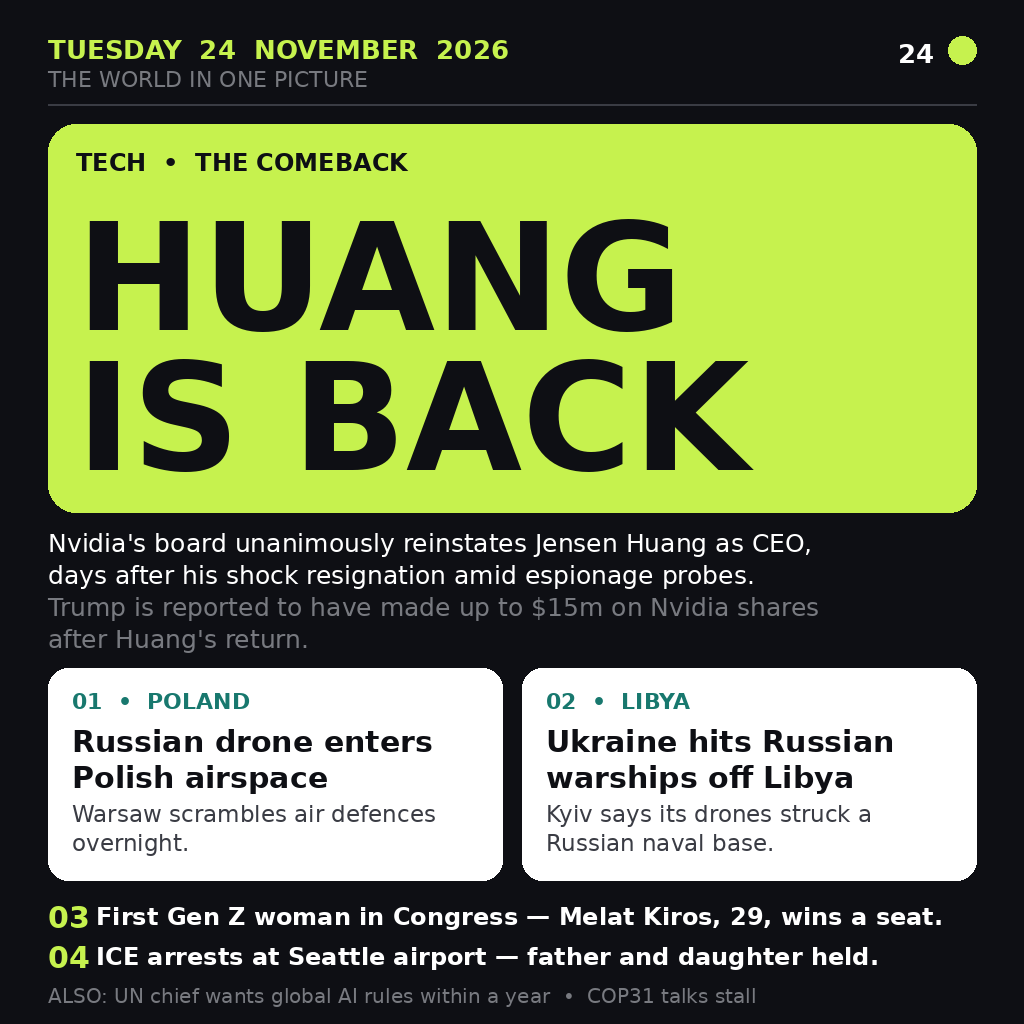 TUESDAY 24 NOVEMBER 2026
24
THE WORLD IN ONE PICTURE
TECH • THE COMEBACK
HUANG
IS BACK
Nvidia's board unanimously reinstates Jensen Huang as CEO,
days after his shock resignation amid espionage probes.
Trump is reported to have made up to $15m on Nvidia shares
after Huang's return.
01 • POLAND
Russian drone enters
Polish airspace
Warsaw scrambles air defences
overnight.
02 • LIBYA
Ukraine hits Russian
warships off Libya
Kyiv says its drones struck a
Russian naval base.
03 First Gen Z woman in Congress — Melat Kiros, 29, wins a seat.
04 ICE arrests at Seattle airport — father and daughter held.
ALSO: UN chief wants global AI rules within a year • COP31 talks stall